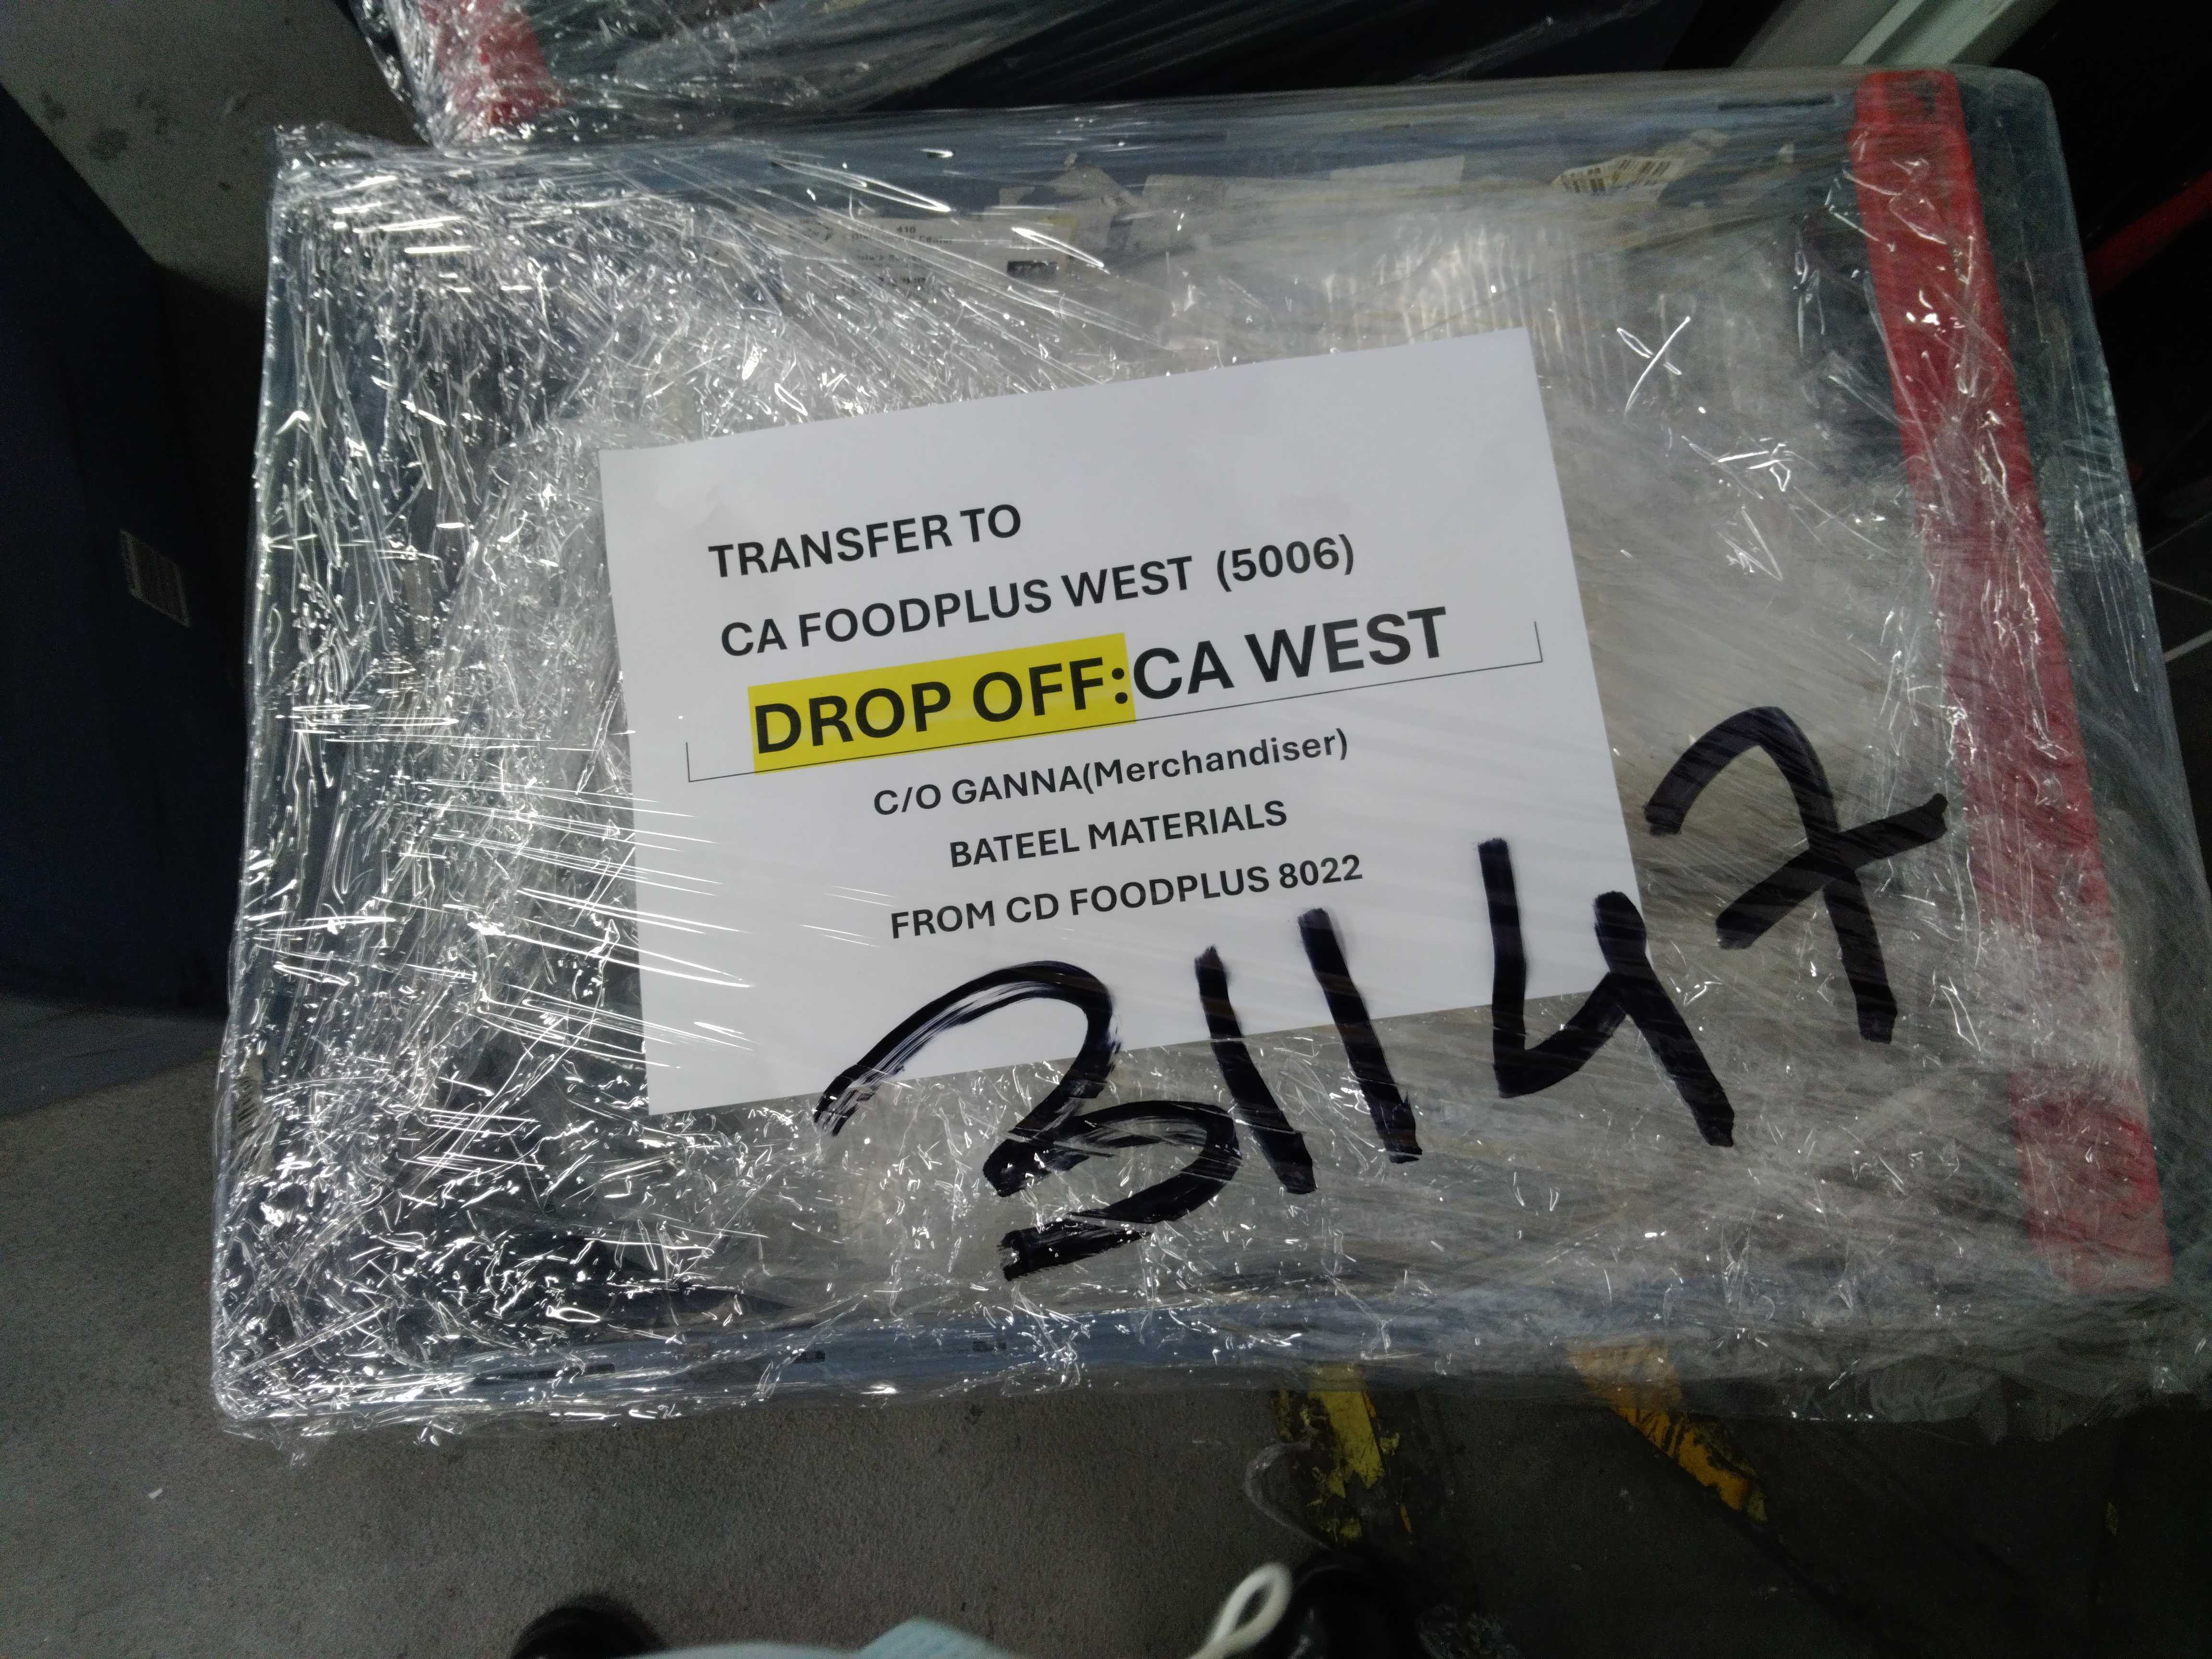 TRANSFER TO
CA FOODPLUS WEST (5006)
DROP OFF:CA WEST
C/O GANNA(Merchandiser)
BATEEL MATERIALS
FROM CD FOODPLUS 8022
31147